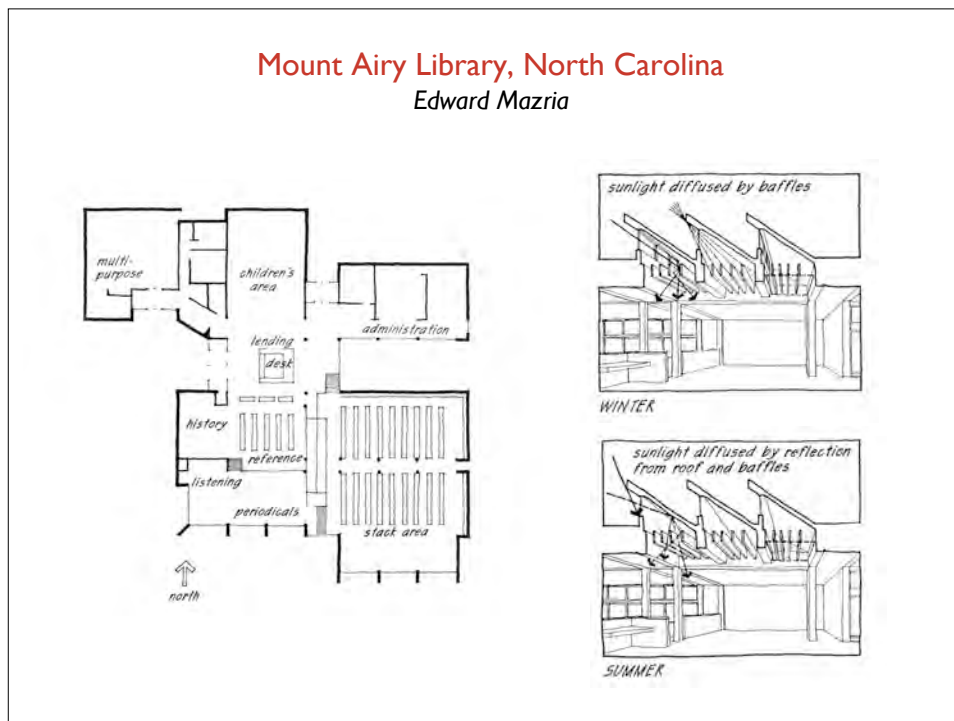 Mount Airy Library, North Carolina
Edward Mazria
multi-
purpose
children's
area
administration
lending
desk
history
reference
listening
periodicals
stack area
north
sunlight diffused by baffles
WINTER
sunlight diffused by reflection
from roof and baffles
SUMMER